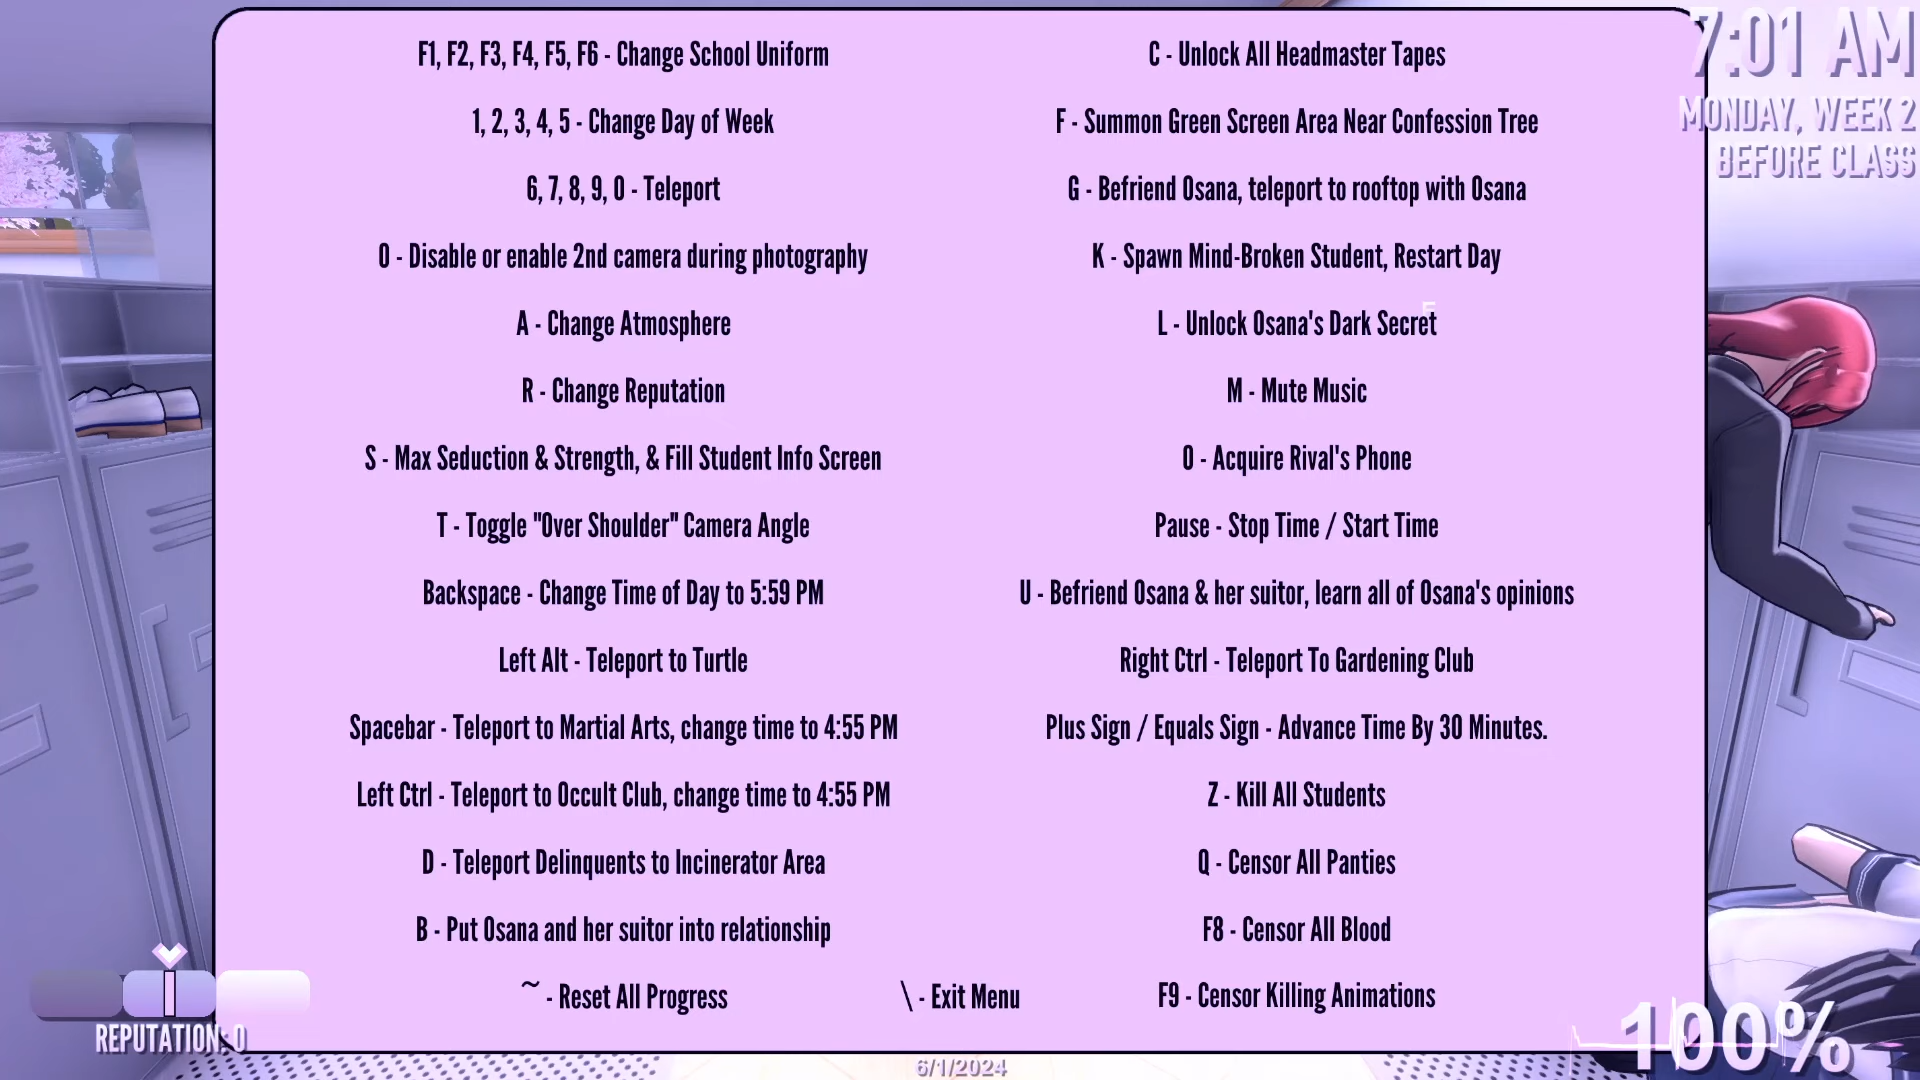 F1, F2, F3, F4, F5, F6 - Change School Uniform
1, 2, 3, 4, 5 - Change Day of Week
6, 7, 8, 9, 0 - Teleport
0 - Disable or enable 2nd camera during photography
A - Change Atmosphere
R - Change Reputation
S - Max Seduction & Strength, & Fill Student Info Screen
T - Toggle "Over Shoulder" Camera Angle
Backspace - Change Time of Day to 5:59 PM
Left Alt - Teleport to Turtle
Spacebar - Teleport to Martial Arts, change time to 4:55 PM
Left Ctrl - Teleport to Occult Club, change time to 4:55 PM
D - Teleport Delinquents to Incinerator Area
B - Put Osana and her suitor into relationship
~ - Reset All Progress
\ - Exit Menu
C - Unlock All Headmaster Tapes
F - Summon Green Screen Area Near Confession Tree
G - Befriend Osana, teleport to rooftop with Osana
K - Spawn Mind-Broken Student, Restart Day
L - Unlock Osana's Dark Secret
M - Mute Music
O - Acquire Rival's Phone
Pause - Stop Time / Start Time
U - Befriend Osana & her suitor, learn all of Osana's opinions
Right Ctrl - Teleport To Gardening Club
Plus Sign / Equals Sign - Advance Time By 30 Minutes.
Z - Kill All Students
Q - Censor All Panties
F8 - Censor All Blood
F9 - Censor Killing Animations
7:01 AM
MONDAY, WEEK 2
BEFORE CLASS
REPUTATION: 0
6/1/2024
100%